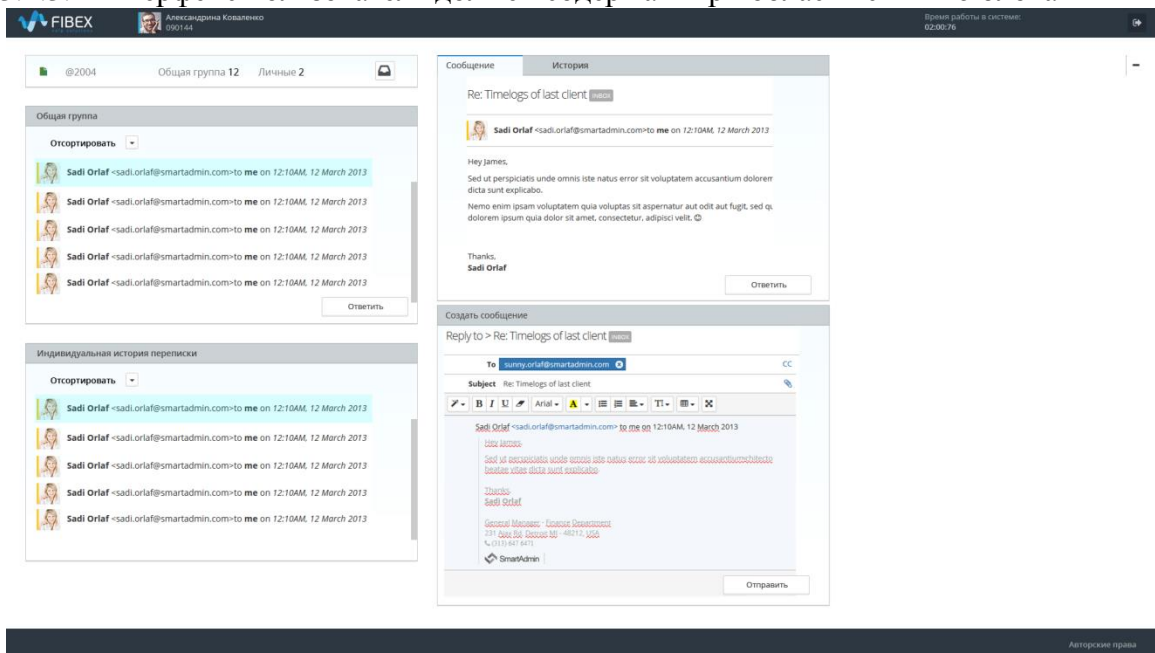 FIBEX
Александрина Коваленко
090144
Время работы в системе:
02:00:76
@2004 Общая группа 12 Личные 2
Общая группа
Отсортировать
Sadi Orlaf <sadi.orlaf@smartadmin.com>to me on 12:10AM, 12 March 2013
Sadi Orlaf <sadi.orlaf@smartadmin.com>to me on 12:10AM, 12 March 2013
Sadi Orlaf <sadi.orlaf@smartadmin.com>to me on 12:10AM, 12 March 2013
Sadi Orlaf <sadi.orlaf@smartadmin.com>to me on 12:10AM, 12 March 2013
Sadi Orlaf <sadi.orlaf@smartadmin.com>to me on 12:10AM, 12 March 2013
Ответить
Индивидуальная история переписки
Отсортировать
Sadi Orlaf <sadi.orlaf@smartadmin.com>to me on 12:10AM, 12 March 2013
Sadi Orlaf <sadi.orlaf@smartadmin.com>to me on 12:10AM, 12 March 2013
Sadi Orlaf <sadi.orlaf@smartadmin.com>to me on 12:10AM, 12 March 2013
Sadi Orlaf <sadi.orlaf@smartadmin.com>to me on 12:10AM, 12 March 2013
Sadi Orlaf <sadi.orlaf@smartadmin.com>to me on 12:10AM, 12 March 2013
Сообщение История
Re: Timelogs of last client INBOX
Sadi Orlaf <sadi.orlaf@smartadmin.com>to me on 12:10AM, 12 March 2013
Hey James,
Sed ut perspiciatis unde omnis iste natus error sit voluptatem accusantium dolorem
dicta sunt explicabo.
Nemo enim ipsam voluptatem quia voluptas sit aspernatur aut odit aut fugit, sed qu
dolorem ipsum quia dolor sit amet, consectetur, adipisci velit.
Thanks,
Sadi Orlaf
Ответить
Создать сообщение
Reply to > Re: Timelogs of last client INBOX
To sunny.orlaf@smartadmin.com CC
Subject Re: Timelogs of last client
B I U Arial A TI
Sadi Orlaf <sadi.orlaf@smartadmin.com> to me on 12:10AM, 12 March 2013
Hey James,
Sed ut perspiciatis unde omnis iste natus error sit voluptatem accusantiumrchitecto
beatae vitae dicta sunt explicabo.
Thanks,
Sadi Orlaf
General Manager - Finance Department
231 Ajax Rd, Detroit MI - 48212, USA
(313) 647 6471
SmartAdmin
Отправить
Авторские права